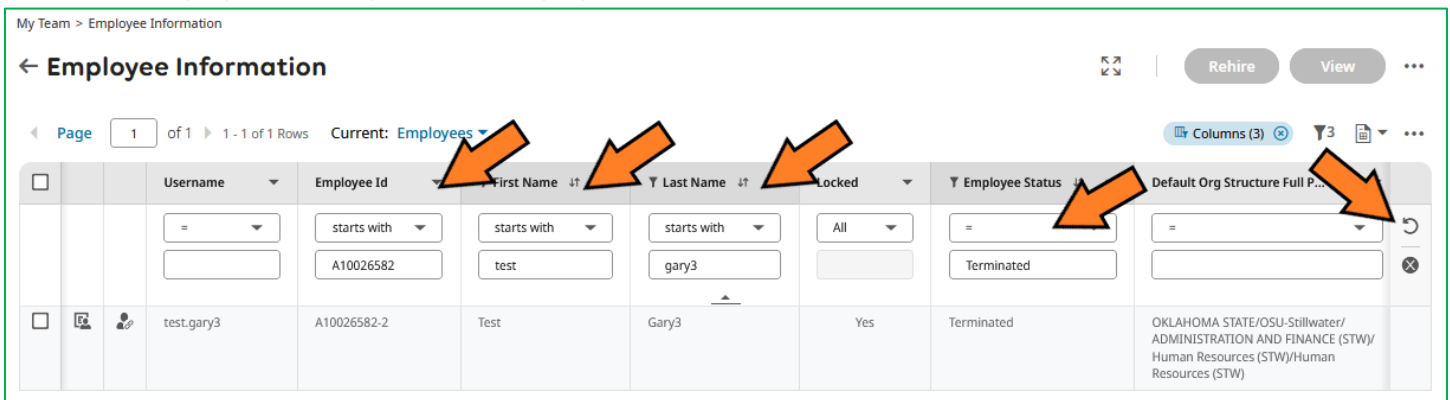 My Team > Employee Information
← Employee Information
Rehire View ...
Page 1 of 1 1 - 1 of 1 Rows Current: Employees Columns (3) 3 ...
Username Employee Id First Name Last Name Locked Employee Status Default Org Structure Full P...
= starts with starts with starts with All = =
A10026582 test gary3 Terminated
test.gary3 A10026582-2 Test Gary3 Yes Terminated OKLAHOMA STATE/OSU-Stillwater/
ADMINISTRATION AND FINANCE (STW)/
Human Resources (STW)/Human
Resources (STW)